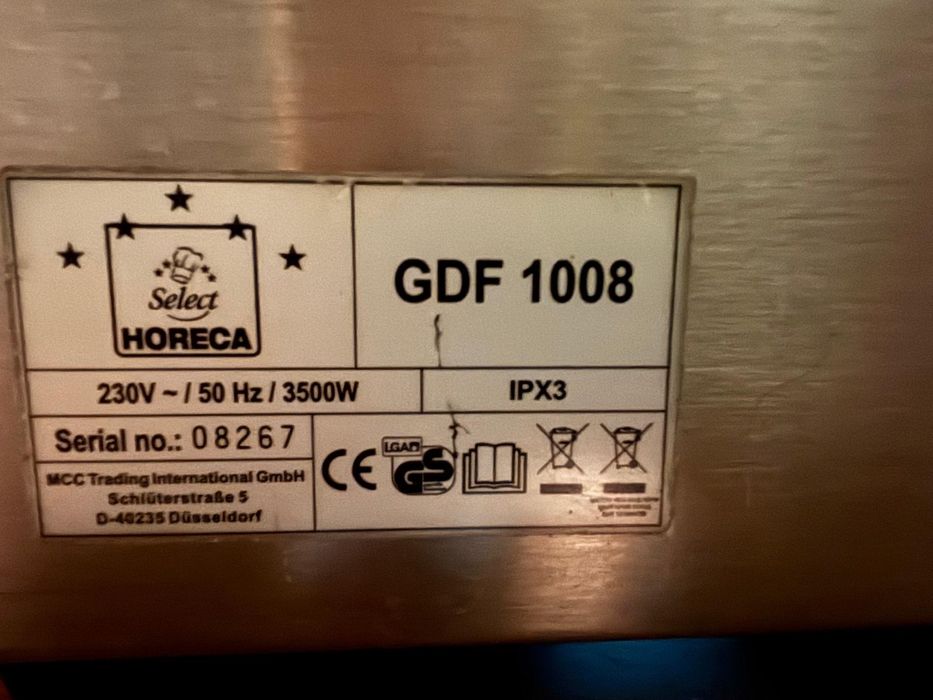 Select
HORECA
GDF 1008
230V ~ / 50 Hz / 3500W
IPX3
Serial no.: 08267
MCC Trading International GmbH
Schlüterstraße 5
D-40235 Düsseldorf
CE
LGA
GS